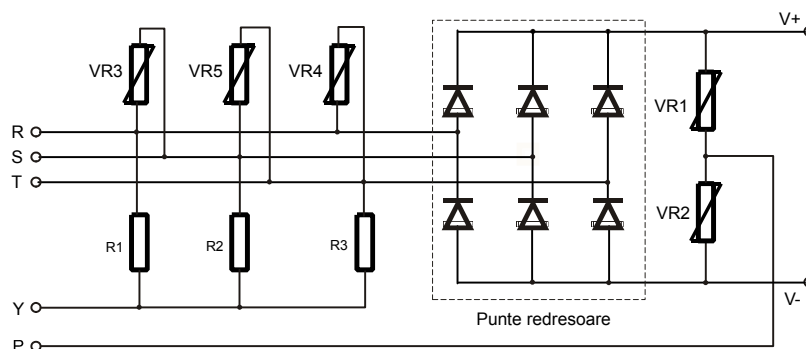 V+
VR3
VR5
VR4
VR1
R
S
T
VR2
R1
R2
R3
Y
V-
Punte redresoare
P